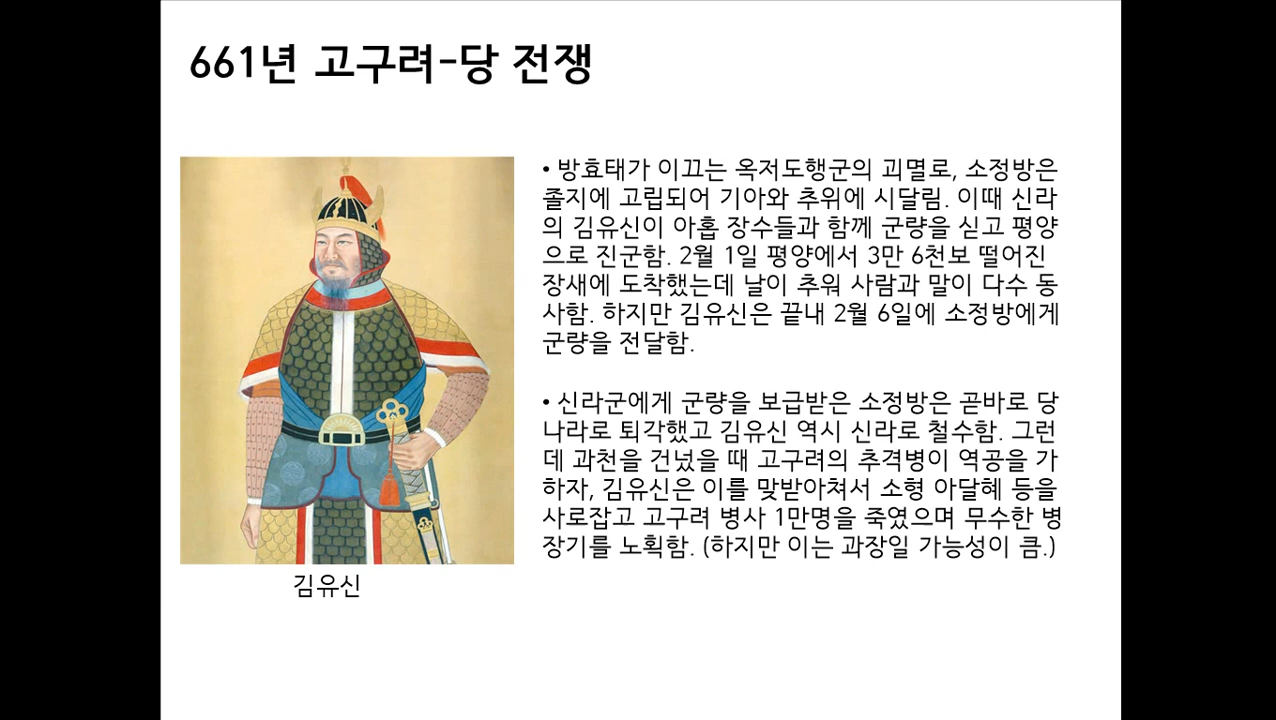 661년 고구려-당 전쟁
• 방효태가 이끄는 옥저도행군의 괴멸로, 소정방은
졸지에 고립되어 기아와 추위에 시달림. 이때 신라
의 김유신이 아홉 장수들과 함께 군량을 싣고 평양
으로 진군함. 2월 1일 평양에서 3만 6천보 떨어진
장새에 도착했는데 날이 추워 사람과 말이 다수 동
사함. 하지만 김유신은 끝내 2월 6일에 소정방에게
군량을 전달함.
• 신라군에게 군량을 보급받은 소정방은 곧바로 당
나라로 퇴각했고 김유신 역시 신라로 철수함. 그런
데 과천을 건넜을 때 고구려의 추격병이 역공을 가
하자, 김유신은 이를 맞받아쳐서 소형 아달혜 등을
사로잡고 고구려 병사 1만명을 죽였으며 무수한 병
장기를 노획함. (하지만 이는 과장일 가능성이 큼.)
김유신